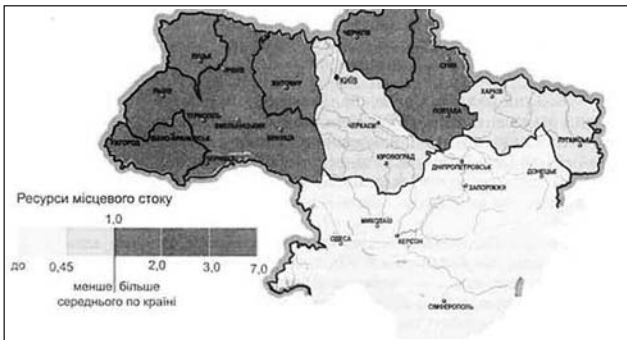 ЧЕРНІГІВ
СУМИ
ЛУЦЬК
РІВНЕ
ЖИТОМИР
КИЇВ
ХАРКІВ
ЛЬВІВ
ПОЛТАВА
ТЕРНОПІЛЬ
ЧЕРКАСИ
ЛУГАНСЬК
ІВАНО-ФРАНКІВСЬК
ВІННИЦЯ
УЖГОРОД
КІРОВОГРАД
ДНІПРОПЕТРОВСЬК
ДОНЕЦЬК
ЗАПОРІЖЖЯ
МИКОЛАЇВ
ОДЕСА
ХЕРСОН
СІМФЕРОПОЛЬ
Ресурси місцевого стоку
1,0
до 0,45 2,0 3,0 7,0
менше більше
середнього по країні